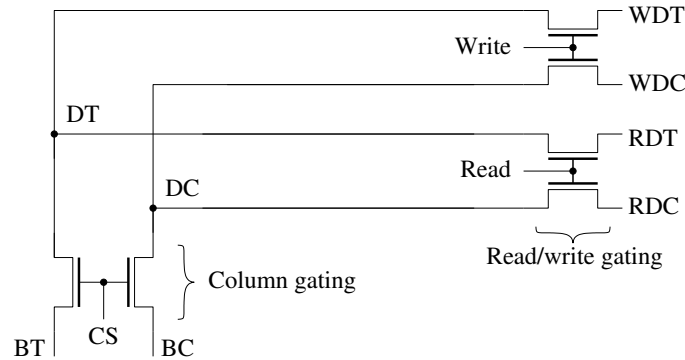 WDT
Write
WDC
DT
RDT
Read
DC
RDC
Read/write gating
Column gating
CS
BT
BC